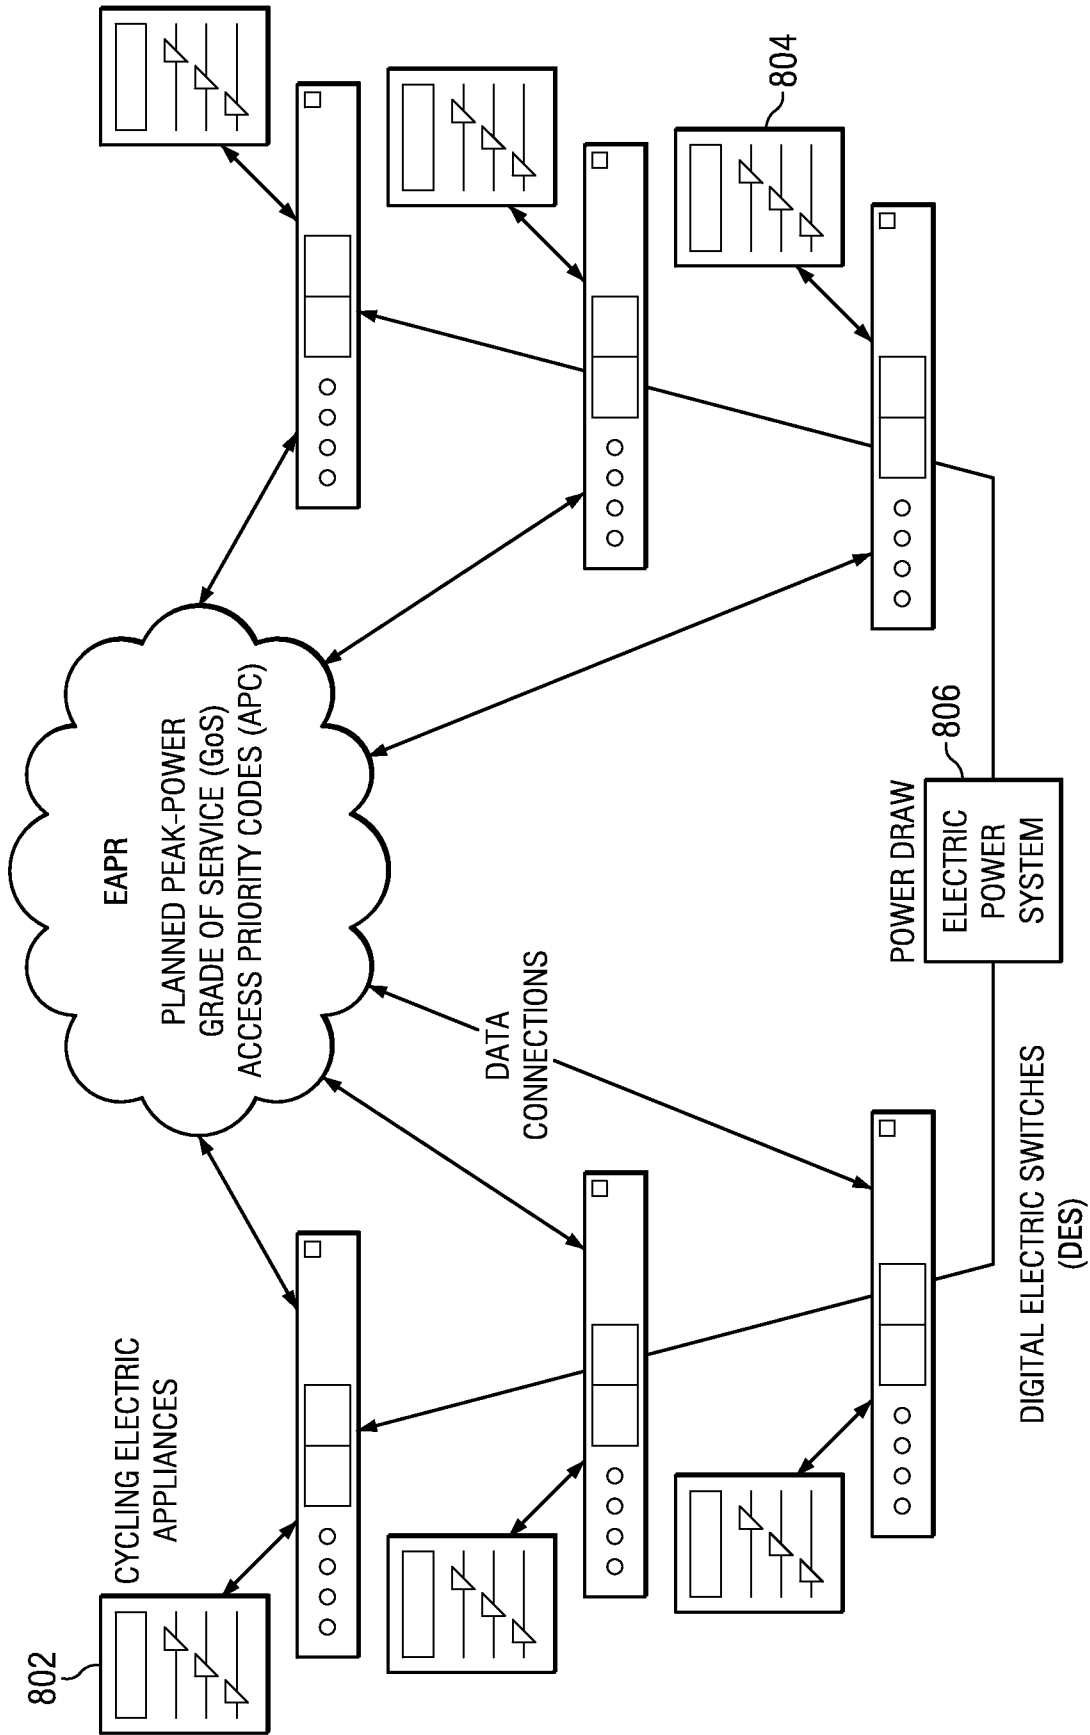 EAPR
PLANNED PEAK-POWER
GRADE OF SERVICE (GoS)
ACCESS PRIORITY CODES (APC)
802
CYCLING ELECTRIC
APPLIANCES
DATA
CONNECTIONS
804
POWER DRAW
806
ELECTRIC
POWER
SYSTEM
DIGITAL ELECTRIC SWITCHES
(DES)